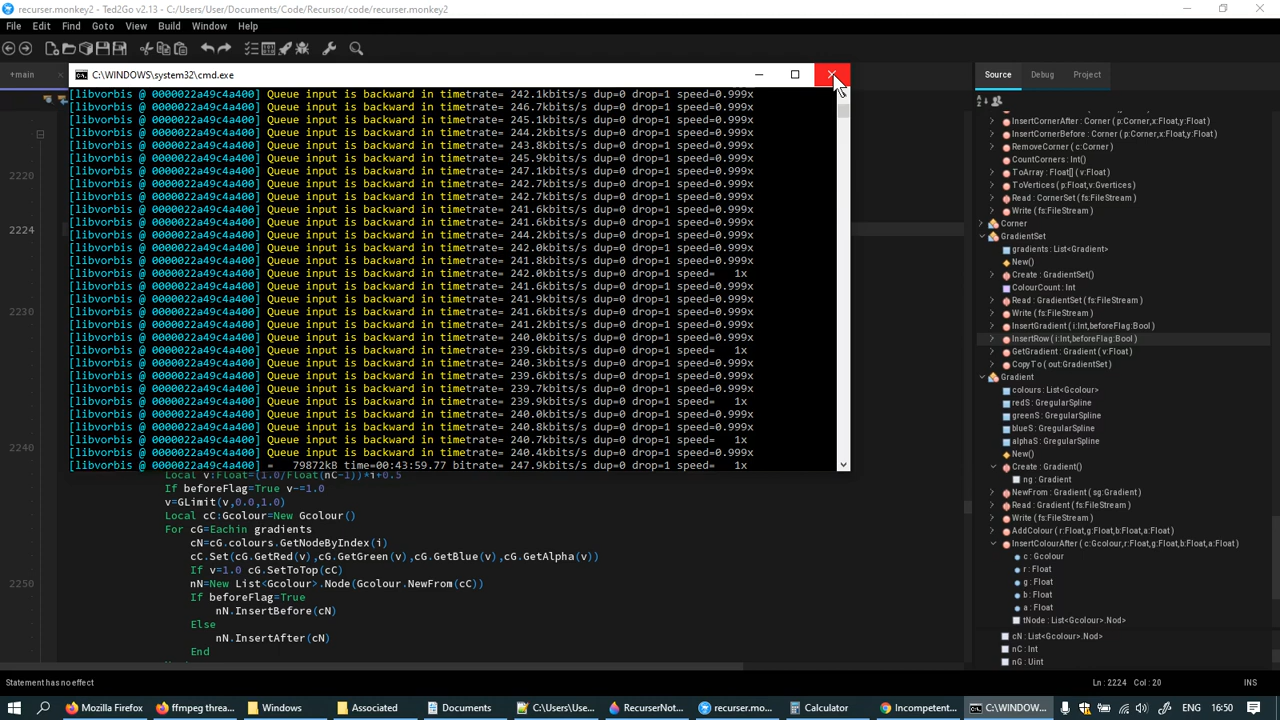 recurser.monkey2 - Ted2Go v2.13 - C:/Users/User/Documents/Code/Recursor/code/recurser.monkey2
File Edit Find Goto View Build Window Help
+main
C:\WINDOWS\system32\cmd.exe
Source Debug Project
[libvorbis @ 0000022a49c4a400] Queue input is backward in timetrate= 242.1kbits/s dup=0 drop=1 speed=0.999x
[libvorbis @ 0000022a49c4a400] Queue input is backward in timetrate= 246.7kbits/s dup=0 drop=1 speed=0.999x
[libvorbis @ 0000022a49c4a400] Queue input is backward in timetrate= 245.1kbits/s dup=0 drop=1 speed=0.999x
[libvorbis @ 0000022a49c4a400] Queue input is backward in timetrate= 244.2kbits/s dup=0 drop=1 speed=0.999x
[libvorbis @ 0000022a49c4a400] Queue input is backward in timetrate= 243.8kbits/s dup=0 drop=1 speed=0.999x
[libvorbis @ 0000022a49c4a400] Queue input is backward in timetrate= 245.9kbits/s dup=0 drop=1 speed=0.999x
[libvorbis @ 0000022a49c4a400] Queue input is backward in timetrate= 247.1kbits/s dup=0 drop=1 speed=0.999x
[libvorbis @ 0000022a49c4a400] Queue input is backward in timetrate= 242.7kbits/s dup=0 drop=1 speed=0.999x
[libvorbis @ 0000022a49c4a400] Queue input is backward in timetrate= 242.7kbits/s dup=0 drop=1 speed=0.999x
[libvorbis @ 0000022a49c4a400] Queue input is backward in timetrate= 241.6kbits/s dup=0 drop=1 speed=0.999x
[libvorbis @ 0000022a49c4a400] Queue input is backward in timetrate= 241.6kbits/s dup=0 drop=1 speed=0.999x
[libvorbis @ 0000022a49c4a400] Queue input is backward in timetrate= 244.2kbits/s dup=0 drop=1 speed=0.999x
[libvorbis @ 0000022a49c4a400] Queue input is backward in timetrate= 242.0kbits/s dup=0 drop=1 speed=0.999x
[libvorbis @ 0000022a49c4a400] Queue input is backward in timetrate= 241.8kbits/s dup=0 drop=1 speed=0.999x
[libvorbis @ 0000022a49c4a400] Queue input is backward in timetrate= 242.0kbits/s dup=0 drop=1 speed=   1x
[libvorbis @ 0000022a49c4a400] Queue input is backward in timetrate= 241.6kbits/s dup=0 drop=1 speed=0.999x
[libvorbis @ 0000022a49c4a400] Queue input is backward in timetrate= 241.9kbits/s dup=0 drop=1 speed=0.999x
[libvorbis @ 0000022a49c4a400] Queue input is backward in timetrate= 241.6kbits/s dup=0 drop=1 speed=0.999x
[libvorbis @ 0000022a49c4a400] Queue input is backward in timetrate= 241.2kbits/s dup=0 drop=1 speed=0.999x
[libvorbis @ 0000022a49c4a400] Queue input is backward in timetrate= 240.0kbits/s dup=0 drop=1 speed=0.999x
[libvorbis @ 0000022a49c4a400] Queue input is backward in timetrate= 239.6kbits/s dup=0 drop=1 speed=   1x
[libvorbis @ 0000022a49c4a400] Queue input is backward in timetrate= 240.3kbits/s dup=0 drop=1 speed=0.999x
[libvorbis @ 0000022a49c4a400] Queue input is backward in timetrate= 239.6kbits/s dup=0 drop=1 speed=0.999x
[libvorbis @ 0000022a49c4a400] Queue input is backward in timetrate= 239.7kbits/s dup=0 drop=1 speed=0.999x
[libvorbis @ 0000022a49c4a400] Queue input is backward in timetrate= 239.9kbits/s dup=0 drop=1 speed=   1x
[libvorbis @ 0000022a49c4a400] Queue input is backward in timetrate= 240.0kbits/s dup=0 drop=1 speed=0.999x
[libvorbis @ 0000022a49c4a400] Queue input is backward in timetrate= 240.8kbits/s dup=0 drop=1 speed=0.999x
[libvorbis @ 0000022a49c4a400] Queue input is backward in timetrate= 240.7kbits/s dup=0 drop=1 speed=   1x
[libvorbis @ 0000022a49c4a400] Queue input is backward in timetrate= 240.4kbits/s dup=0 drop=1 speed=0.999x
[libvorbis @ 0000022a49c4a400] =   79872kB time=00:43:59.77 bitrate= 247.9kbits/s dup=0 drop=1 speed=   1x
2220
2224
2230
2240
2250
Local v:Float=(1.0/Float(nC-1))*i+0.5
If beforeFlag=True v-=1.0
v=GLimit(v,0.0,1.0)
Local cC:Gcolour=New Gcolour()
For cG=Eachin gradients
cN=cG.colours.GetNodeByIndex(i)
cC.Set(cG.GetRed(v),cG.GetGreen(v),cG.GetBlue(v),cG.GetAlpha(v))
If v=1.0 cG.SetToTop(cC)
nN=New List<Gcolour>.Node(Gcolour.NewFrom(cC))
If beforeFlag=True
nN.InsertBefore(cN)
Else
nN.InsertAfter(cN)
End
InsertCornerAfter : Corner ( p:Corner,x:Float,y:Float)
InsertCornerBefore : Corner ( p:Corner,x:Float,y:Float)
RemoveCorner ( c:Corner )
CountCorners: Int()
ToArray : Float[] ( v:Float)
ToVertices (p:Float,v:Gvertices )
Read : CornerSet ( fs:FileStream )
Write ( fs:FileStream )
Corner
GradientSet
gradients : List<Gradient>
New()
Create : GradientSet()
ColourCount : Int
Read : GradientSet ( fs:FileStream )
Write ( fs:FileStream )
InsertGradient ( i:Int,beforeFlag:Bool )
InsertRow ( i:Int,beforeFlag:Bool )
GetGradient : Gradient ( v:Float )
CopyTo ( out:GradientSet )
Gradient
colours : List<Gcolour>
redS : GregularSpline
greenS : GregularSpline
blueS : GregularSpline
alphaS : GregularSpline
New()
Create : Gradient()
ng : Gradient
NewFrom : Gradient ( sg:Gradient )
Read : Gradient ( fs:FileStream )
Write ( fs:FileStream )
AddColour ( r:Float,g:Float,b:Float,a:Float )
InsertColourAfter ( c:Gcolour,r:Float,g:Float,b:Float,a:Float)
c : Gcolour
r : Float
g : Float
b : Float
a : Float
tNode : List<Gcolour>.Nod>
cN : List<Gcolour>.Nod>
nC : Int
nG : Uint
Statement has no effect
Ln : 2224 Col : 20 INS
Mozilla Firefox
ffmpeg threa...
Windows
Associated
Documents
C:\Users\Use...
RecurserNot...
recurser.mo...
Calculator
Incompetent...
C:\WINDOW...
ENG 16:50